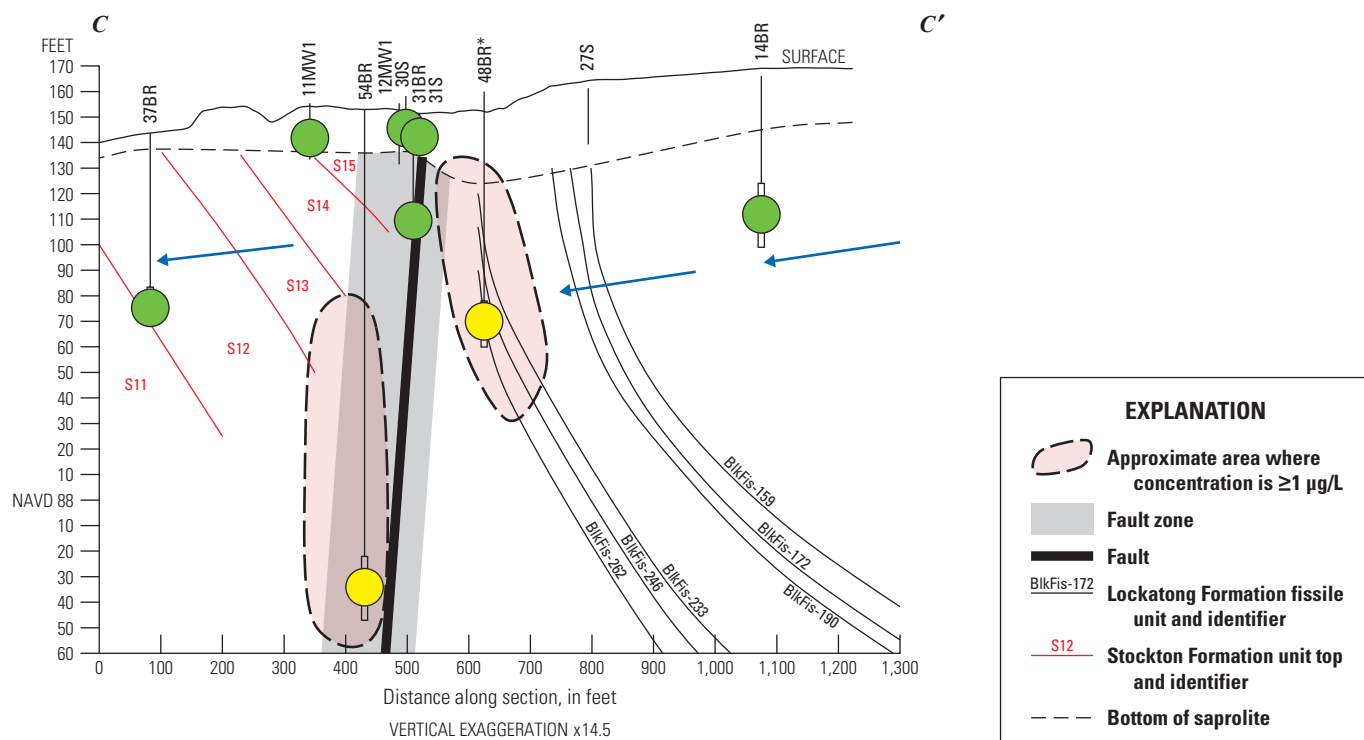 C
C′
FEET
170
160
150
140
130
120
110
100
90
80
70
60
50
40
30
20
10
NAVD 88
10
20
30
40
50
60
37BR
11MW1
54BR
12MW1
30S
31BR
31S
48BR*
27S
14BR
SURFACE
S15
S14
S13
S12
S11
BlkFis-159
BlkFis-172
BlkFis-190
BlkFis-233
BlkFis-246
BlkFis-262
0
100
200
300
400
500
600
700
800
900
1,000
1,100
1,200
1,300
Distance along section, in feet
VERTICAL EXAGGERATION x14.5
EXPLANATION
Approximate area where
concentration is ≥1 µg/L
Fault zone
Fault
BlkFis-172
Lockatong Formation fissile
unit and identifier
S12
Stockton Formation unit top
and identifier
Bottom of saprolite